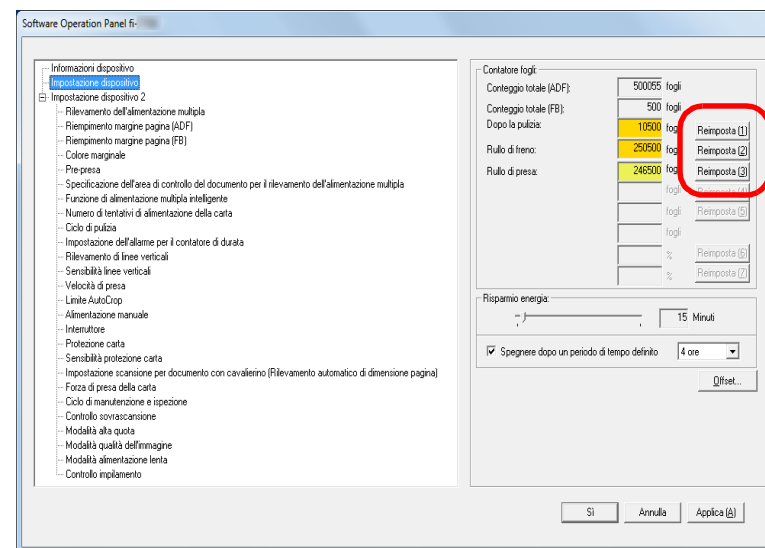 Software Operation Panel fi-
Informazioni dispositivo
Impostazione dispositivo
Impostazione dispositivo 2
Rilevamento dell'alimentazione multipla
Riempimento margine pagina (ADF)
Riempimento margine pagina (FB)
Colore marginale
Pre-presa
Specificazione dell'area di controllo del documento per il rilevamento dell'alimentazione multipla
Funzione di alimentazione multipla intelligente
Numero di tentativi di alimentazione della carta
Ciclo di pulizia
Impostazione dell'allarme per il contatore di durata
Rilevamento di linee verticali
Sensibilità linee verticali
Velocità di presa
Limite AutoCrop
Alimentazione manuale
Interruttore
Protezione carta
Sensibilità protezione carta
Impostazione scansione per documento con cavalierino (Rilevamento automatico di dimensione pagina)
Forza di presa della carta
Ciclo di manutenzione e ispezione
Controllo sovrascansione
Modalità alta quota
Modalità qualità dell'immagine
Modalità alimentazione lenta
Controllo impilamento
Contatore fogli:
Conteggio totale (ADF): 500055 fogli
Conteggio totale (FB): 500 fogli
Dopo la pulizia: 10500 fogli Reimposta (1)
Rullo di freno: 250500 fogli Reimposta (2)
Rullo di presa: 246500 fogli Reimposta (3)
fogli Reimposta (4)
fogli Reimposta (5)
fogli
% Reimposta (6)
% Reimposta (7)
Risparmio energia:
15 Minuti
Spegnere dopo un periodo di tempo definito 4 ore
Offset...
Sì Annulla Applica (A)